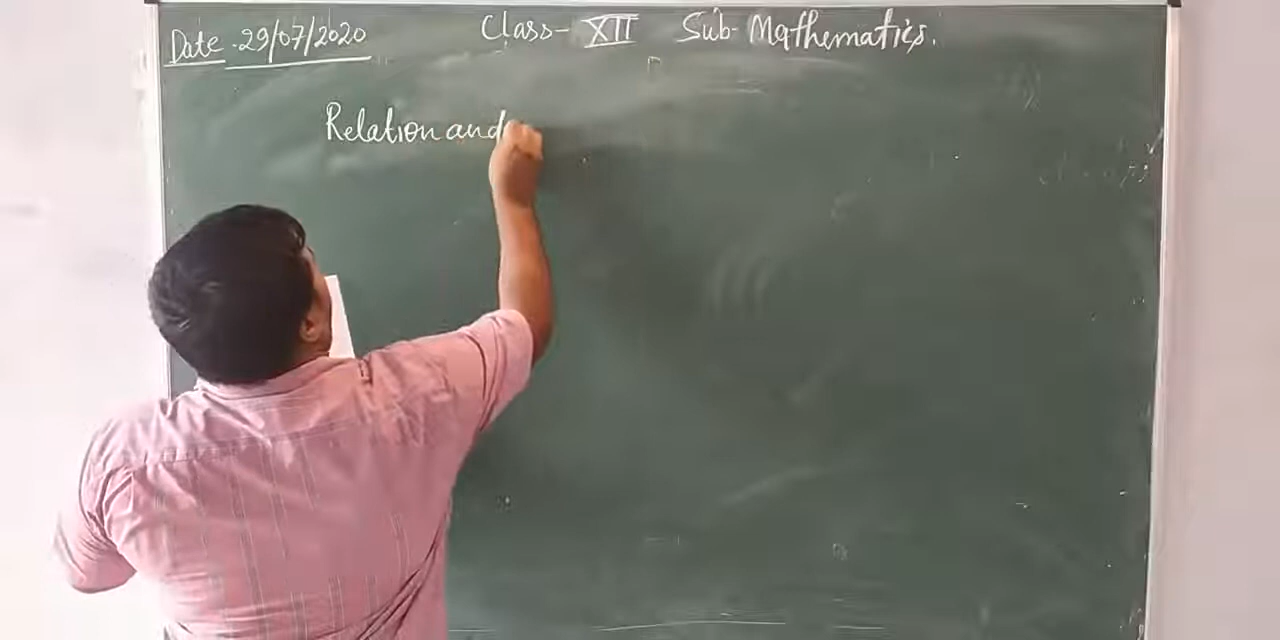 Date. 29/07/2020 Class- XII Sub- Mathematics.
Relation and